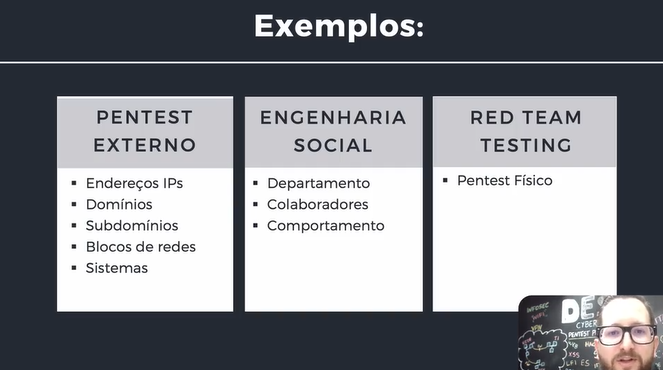 Exemplos:
PENTEST
EXTERNO
▪ Endereços IPs
▪ Domínios
▪ Subdomínios
▪ Blocos de redes
▪ Sistemas
ENGENHARIA
SOCIAL
▪ Departamento
▪ Colaboradores
▪ Comportamento
RED TEAM
TESTING
▪ Pentest Físico
DE
CYBER
PENTEST
XSS